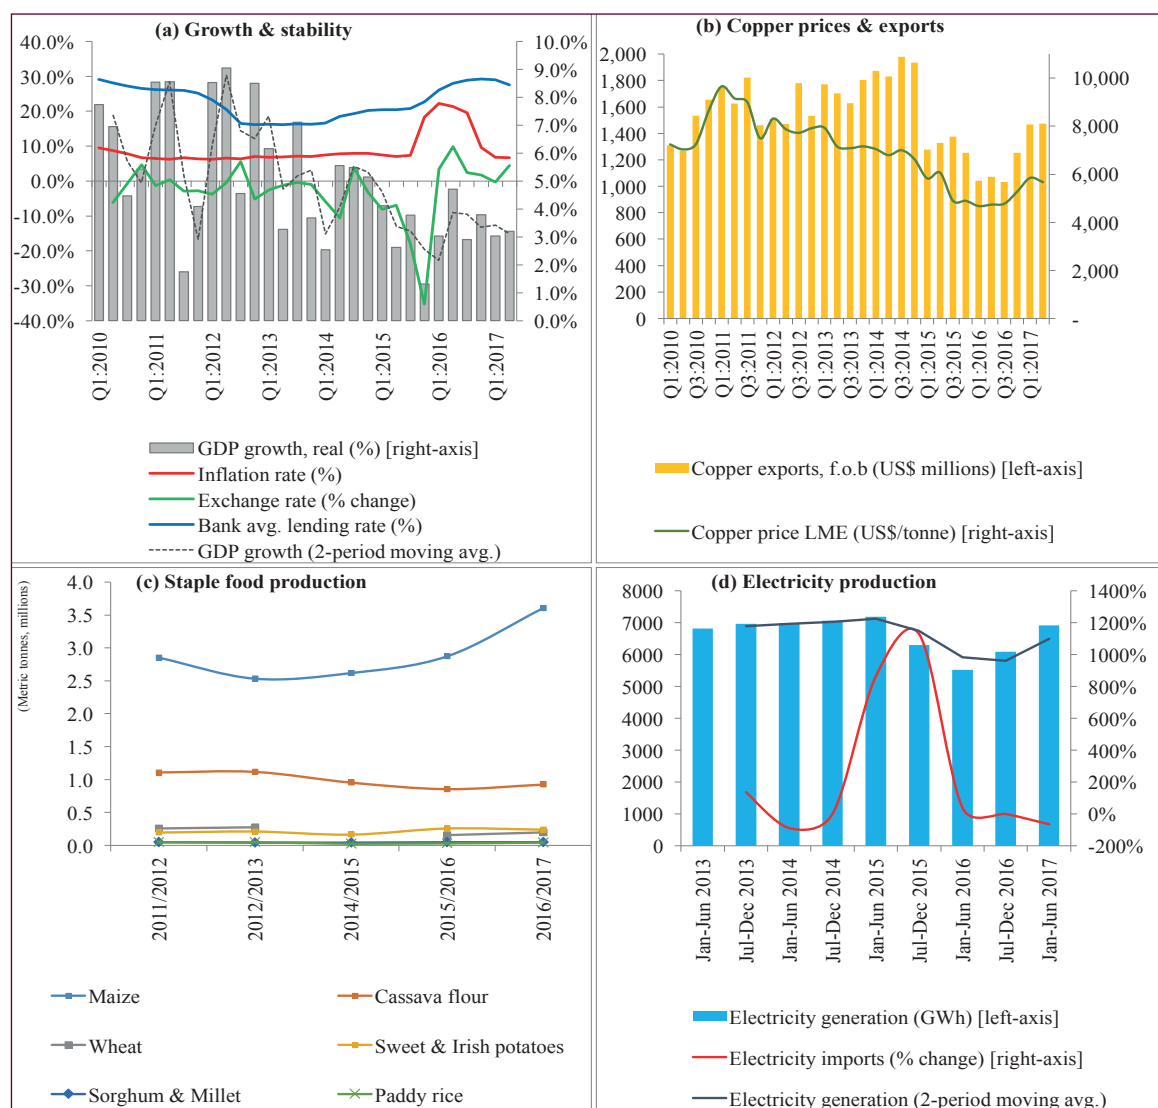 (a) Growth & stability
40.0%
30.0%
20.0%
10.0%
0.0%
-10.0%
-20.0%
-30.0%
-40.0%
10.0%
9.0%
8.0%
7.0%
6.0%
5.0%
4.0%
3.0%
2.0%
1.0%
0.0%
Q1:2010
Q1:2011
Q1:2012
Q1:2013
Q1:2014
Q1:2015
Q1:2016
Q1:2017
GDP growth, real (%) [right-axis]
Inflation rate (%)
Exchange rate (% change)
Bank avg. lending rate (%)
GDP growth (2-period moving avg.)
(b) Copper prices & exports
2,000
1,800
1,600
1,400
1,200
1,000
800
600
400
200
0
10,000
8,000
6,000
4,000
2,000
-
Q1:2010
Q3:2010
Q1:2011
Q3:2011
Q1:2012
Q3:2012
Q1:2013
Q3:2013
Q1:2014
Q3:2014
Q1:2015
Q3:2015
Q1:2016
Q3:2016
Q1:2017
Copper exports, f.o.b (US$ millions) [left-axis]
Copper price LME (US$/tonne) [right-axis]
(c) Staple food production
(Metric tonnes, millions)
4.0
3.5
3.0
2.5
2.0
1.5
1.0
0.5
0.0
2011/2012
2012/2013
2014/2015
2015/2016
2016/2017
Maize
Cassava flour
Wheat
Sweet & Irish potatoes
Sorghum & Millet
Paddy rice
(d) Electricity production
8000
7000
6000
5000
4000
3000
2000
1000
0
1400%
1200%
1000%
800%
600%
400%
200%
0%
-200%
Jan-Jun 2013
Jul-Dec 2013
Jan-Jun 2014
Jul-Dec 2014
Jan-Jun 2015
Jul-Dec 2015
Jan-Jun 2016
Jul-Dec 2016
Jan-Jun 2017
Electricity generation (GWh) [left-axis]
Electricity imports (% change) [right-axis]
Electricity generation (2-period moving avg.)